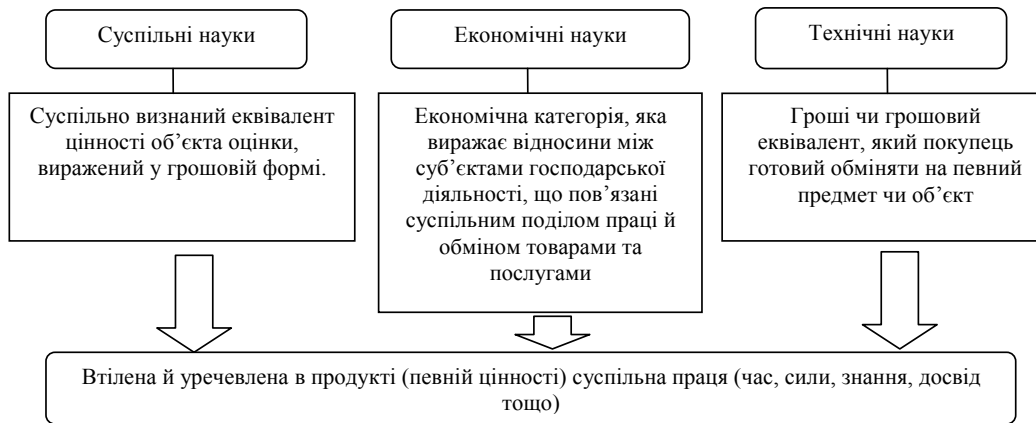 Суспільні науки
Економічні науки
Технічні науки
Суспільно визнаний еквівалент
цінності об’єкта оцінки,
виражений у грошовій формі.
Економічна категорія, яка
виражає відносини між
суб’єктами господарської
діяльності, що пов’язані
суспільним поділом праці й
обміном товарами та
послугами
Гроші чи грошовий
еквівалент, який покупець
готовий обміняти на певний
предмет чи об’єкт
Втілена й уречевлена в продукті (певній цінності) суспільна праця (час, сили, знання, досвід
тощо)